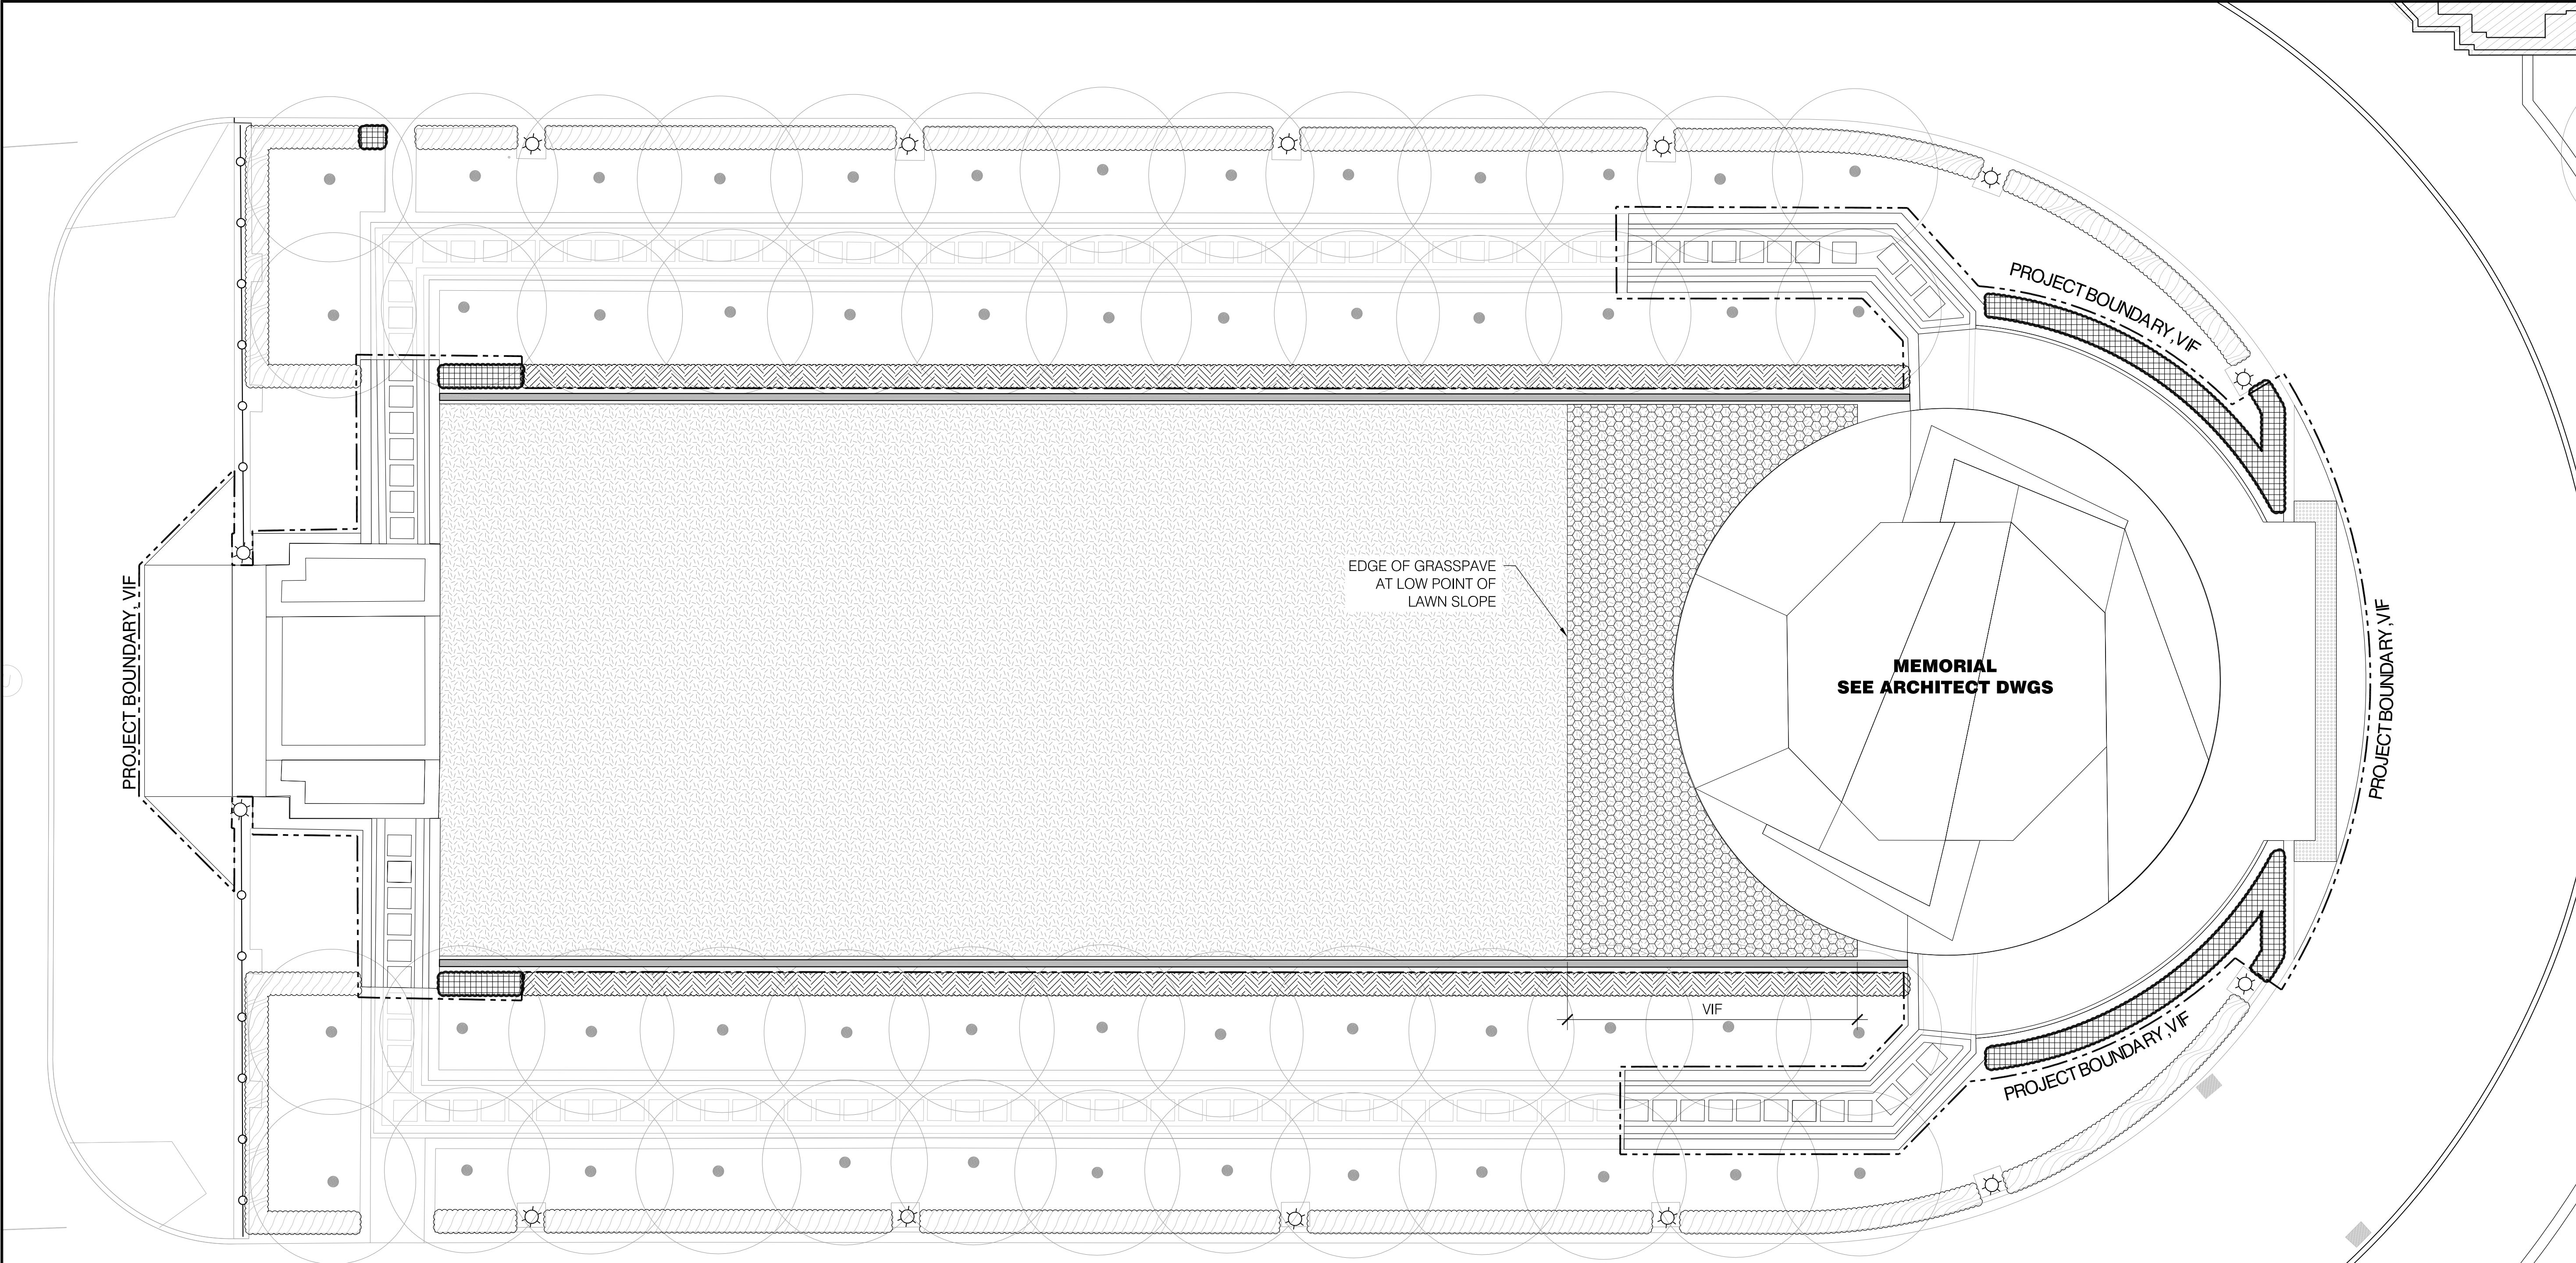 PROJECT BOUNDARY, VIF
PROJECT BOUNDARY, VIF
EDGE OF GRASSPAVE
AT LOW POINT OF
LAWN SLOPE
MEMORIAL
SEE ARCHITECT DWGS
PROJECT BOUNDARY, VIF
VIF
PROJECT BOUNDARY, VIF